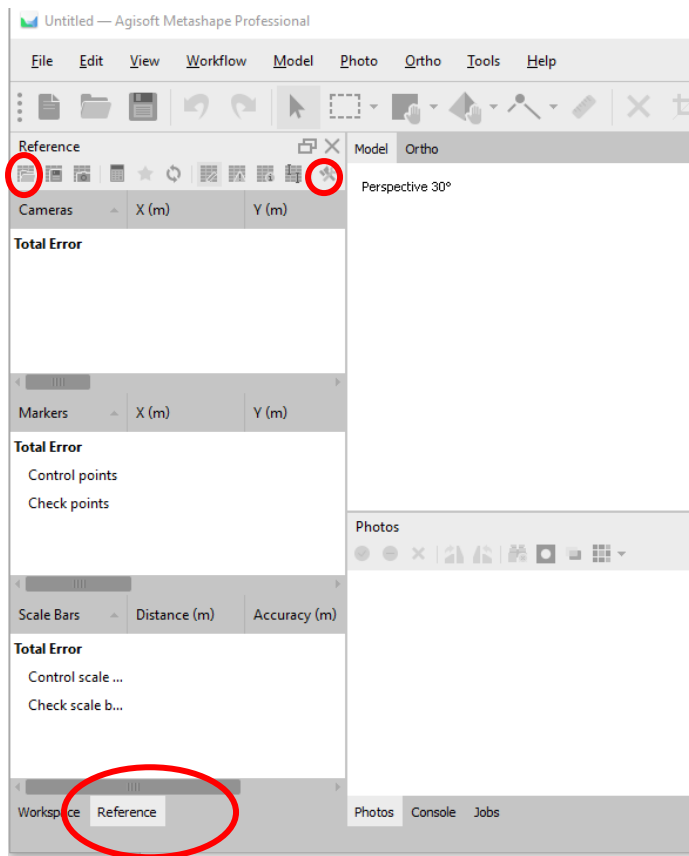 Untitled — Agisoft Metashape Professional
File Edit View Workflow Model Photo Ortho Tools Help
Reference
Model Ortho
Perspective 30°
Cameras X (m) Y (m)
Total Error
Markers X (m) Y (m)
Total Error
Control points
Check points
Photos
Scale Bars Distance (m) Accuracy (m)
Total Error
Control scale ...
Check scale b...
Workspace Reference
Photos Console Jobs